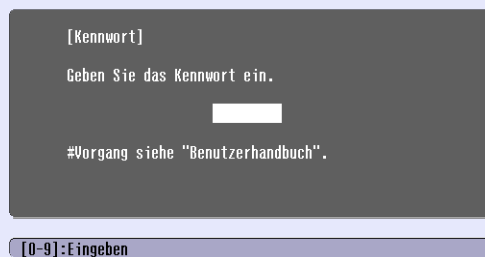 [Kennwort]
Geben Sie das Kennwort ein.
#Vorgang siehe "Benutzerhandbuch".
[0-9]:Eingeben